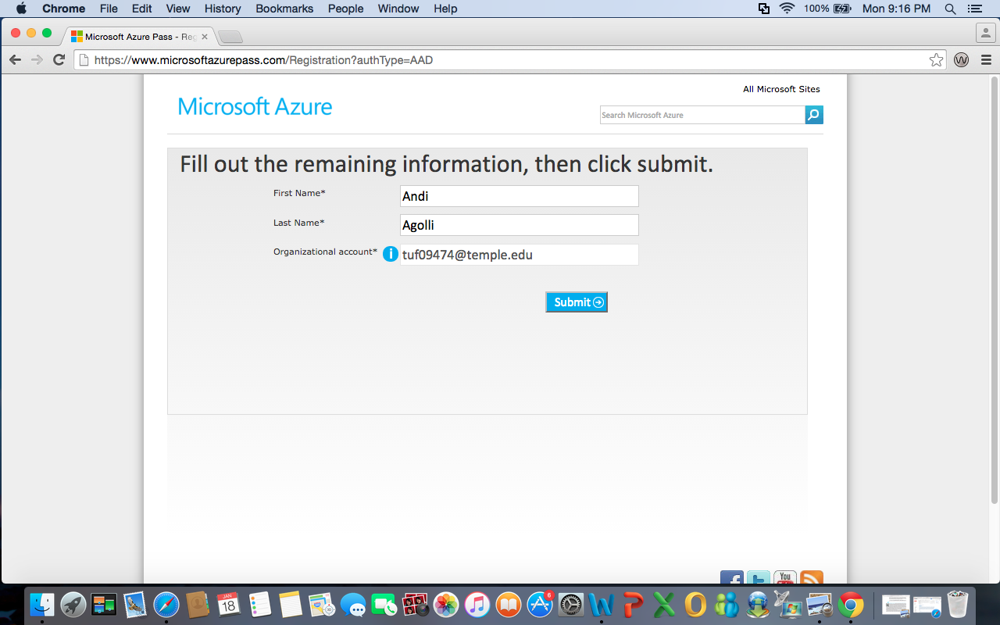 Chrome File Edit View History Bookmarks People Window Help 100% Mon 9:16 PM
Microsoft Azure Pass - Reg
https://www.microsoftazurepass.com/Registration?authType=AAD
All Microsoft Sites
Microsoft Azure
Search Microsoft Azure
Fill out the remaining information, then click submit.
First Name* Andi
Last Name* Agolli
Organizational account* i tuf09474@temple.edu
Submit
You
JAN
18
6